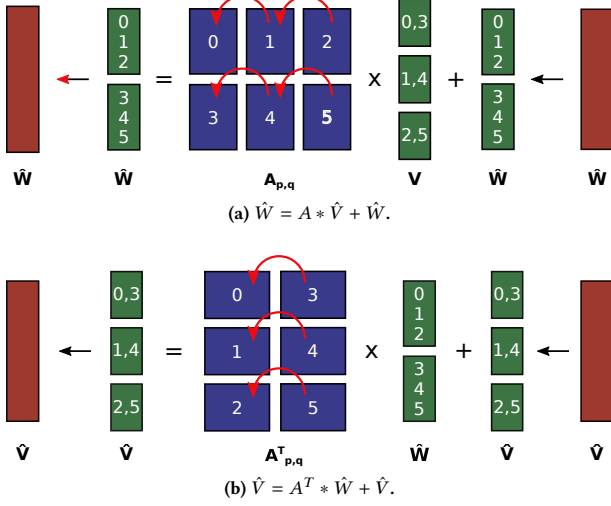 0 1 2 3 4 5 = 0 1 2 3 4 5 x 0,3 1,4 2,5 + 0 1 2 3 4 5
Ŵ Ŵ A_{p,q} V Ŵ Ŵ
(a) Ŵ = A ∗ V̂ + Ŵ.
0,3 1,4 2,5 = 0 3 1 4 2 5 x 0 1 2 3 4 5 + 0,3 1,4 2,5
V̂ V̂ A^T_{p,q} Ŵ V̂ V̂
(b) V̂ = A^T ∗ Ŵ + V̂.